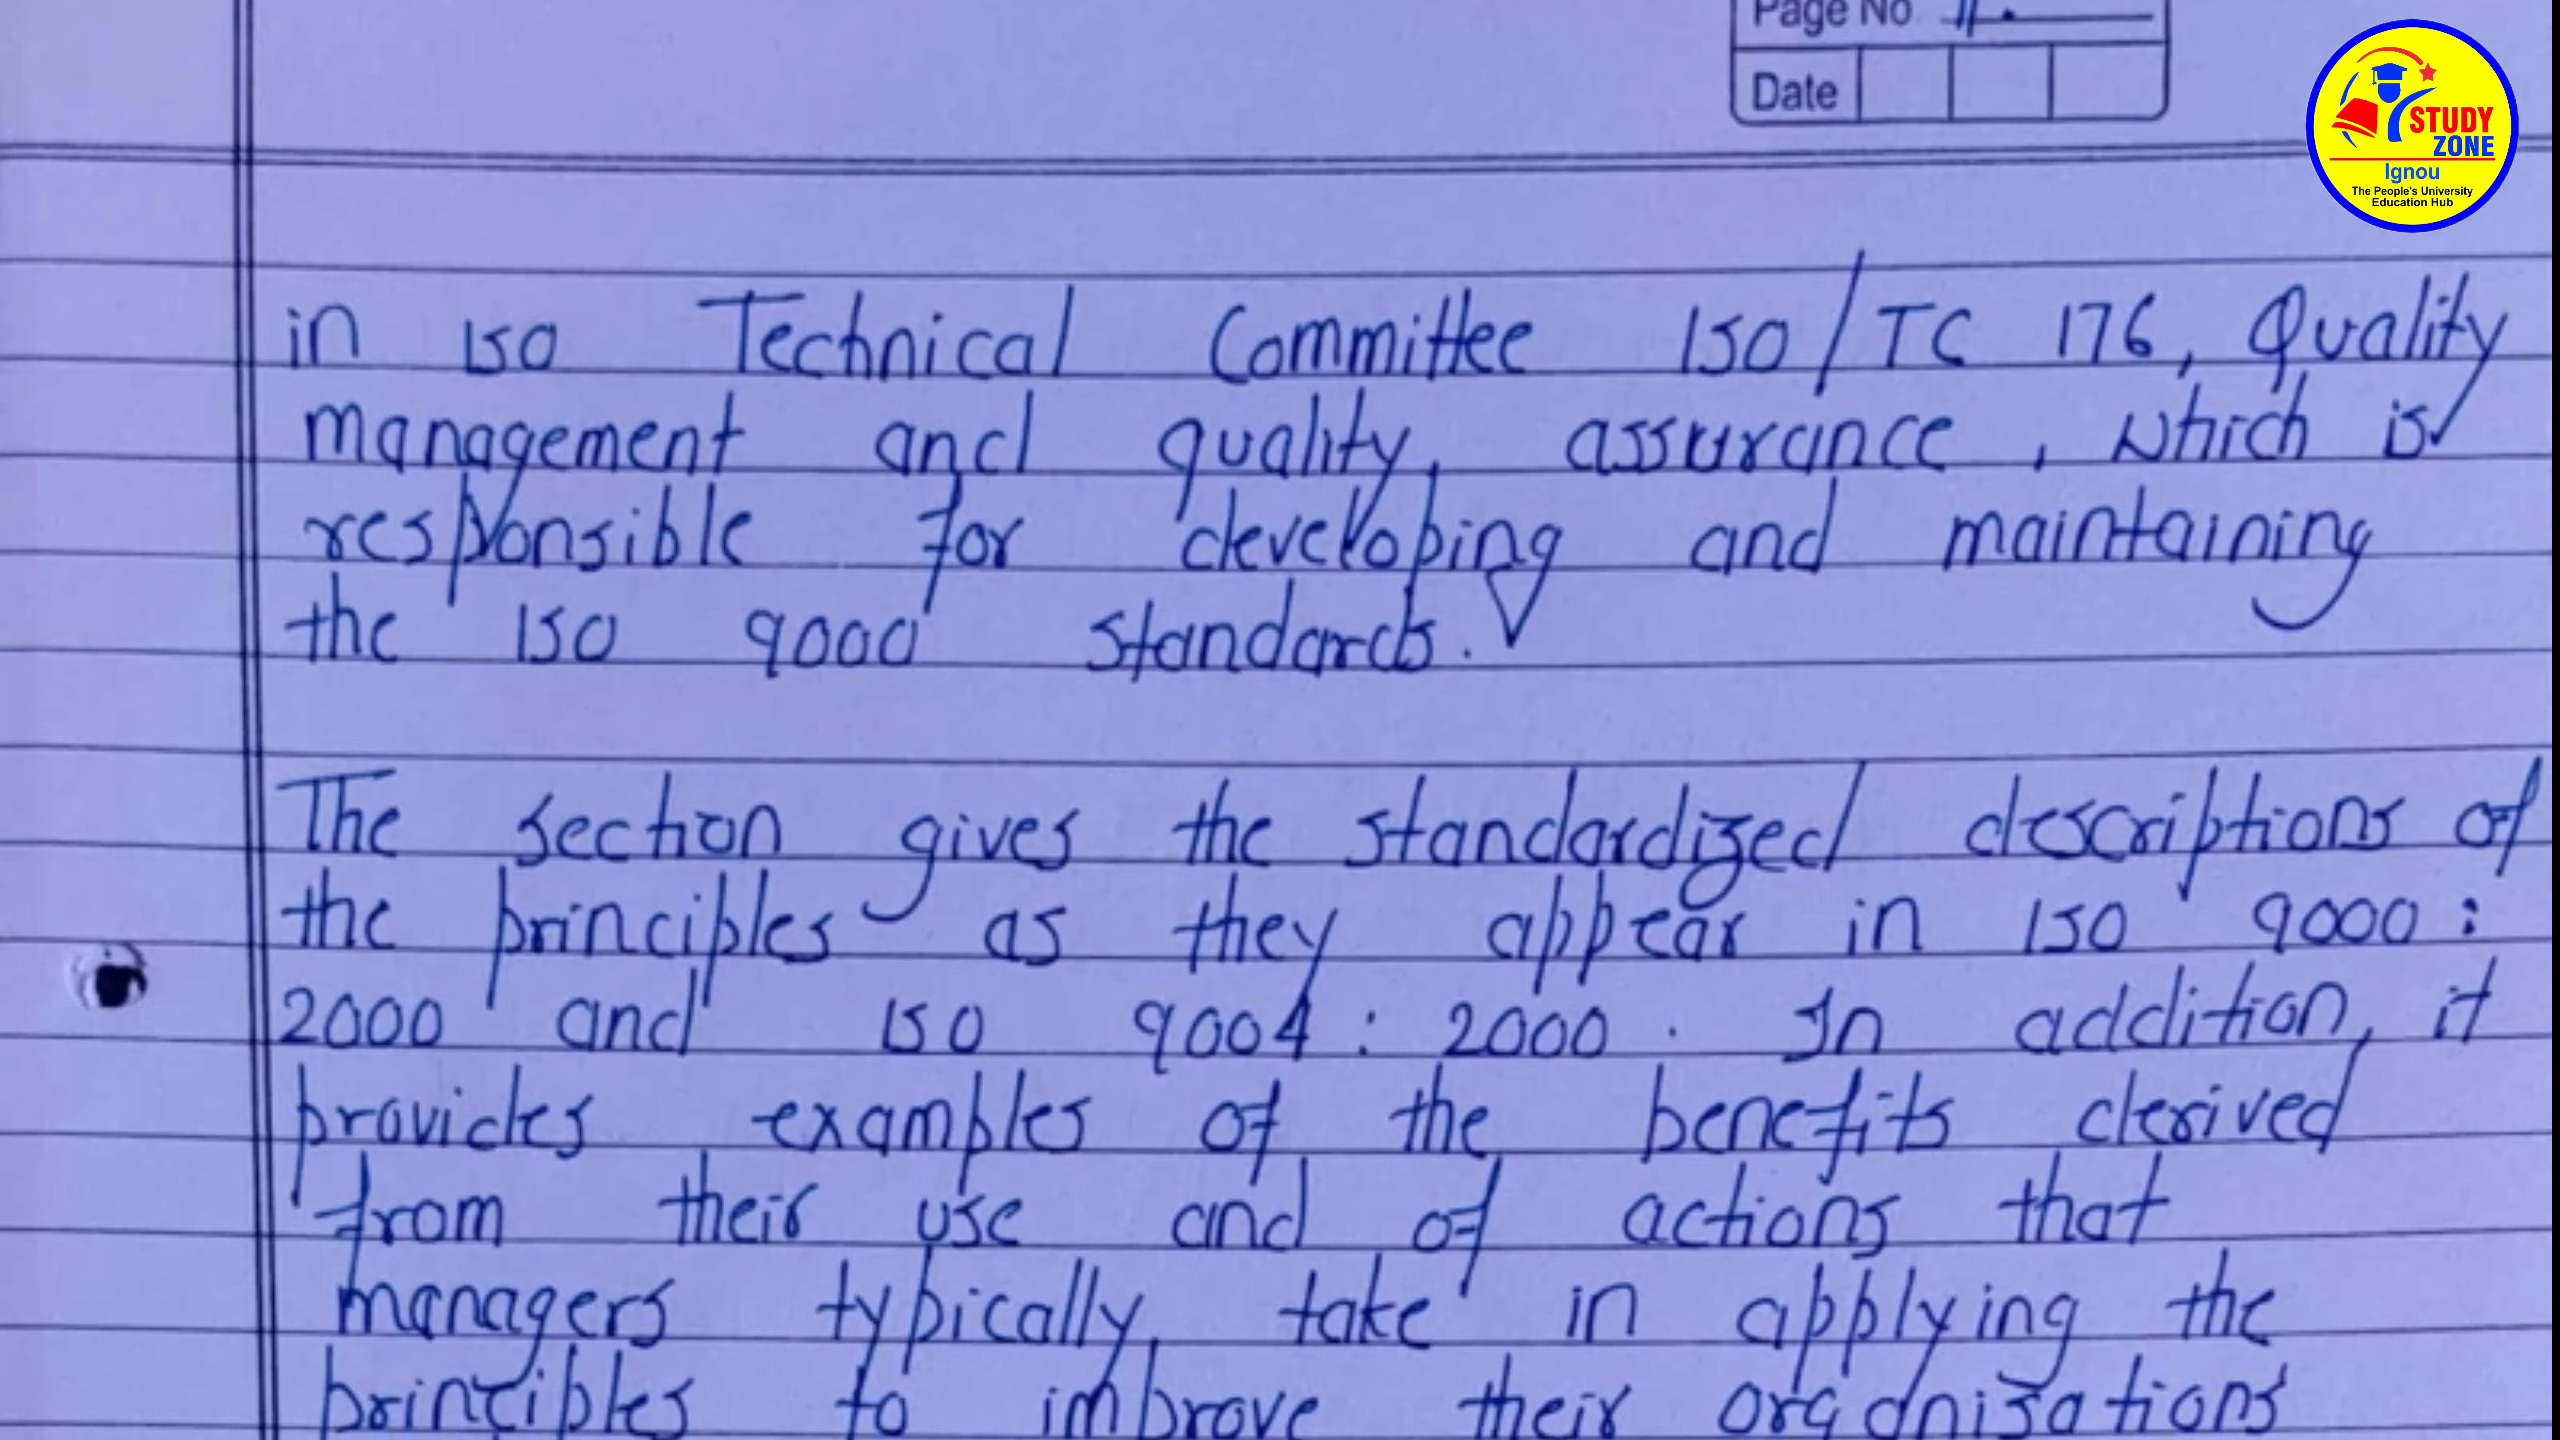 Page No 11.
Date
STUDY
ZONE
Ignou
The People's University
Education Hub
in ISO Technical Committee ISO/TC 176, Quality
management and quality assurance, which is
responsible for developing and maintaining
the ISO 9000 standards.
The section gives the standardized descriptions of
the principles as they appear in ISO 9000:
2000 and ISO 9004: 2000. In addition, it
provides examples of the benefits derived
from their use and of actions that
managers typically take in applying the
principles to improve their organisations